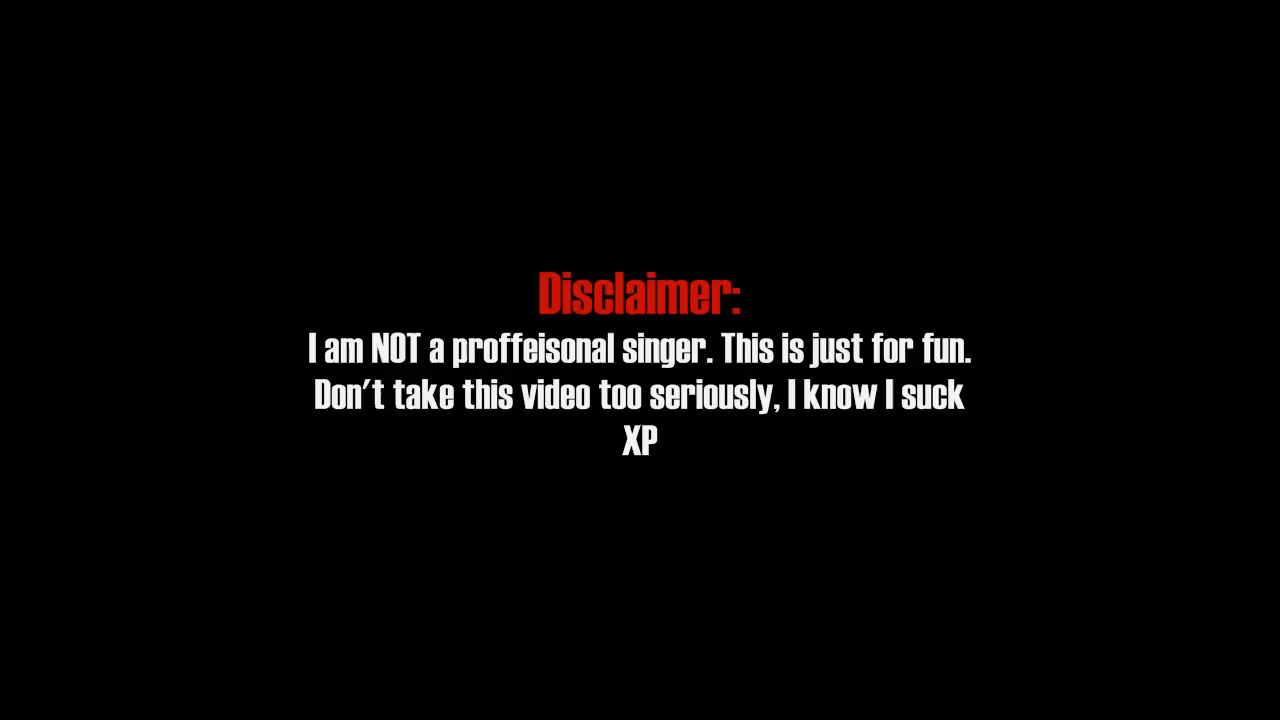 Disclaimer:
I am NOT a proffeisonal singer. This is just for fun.
Don't take this video too seriously, I know I suck
XP